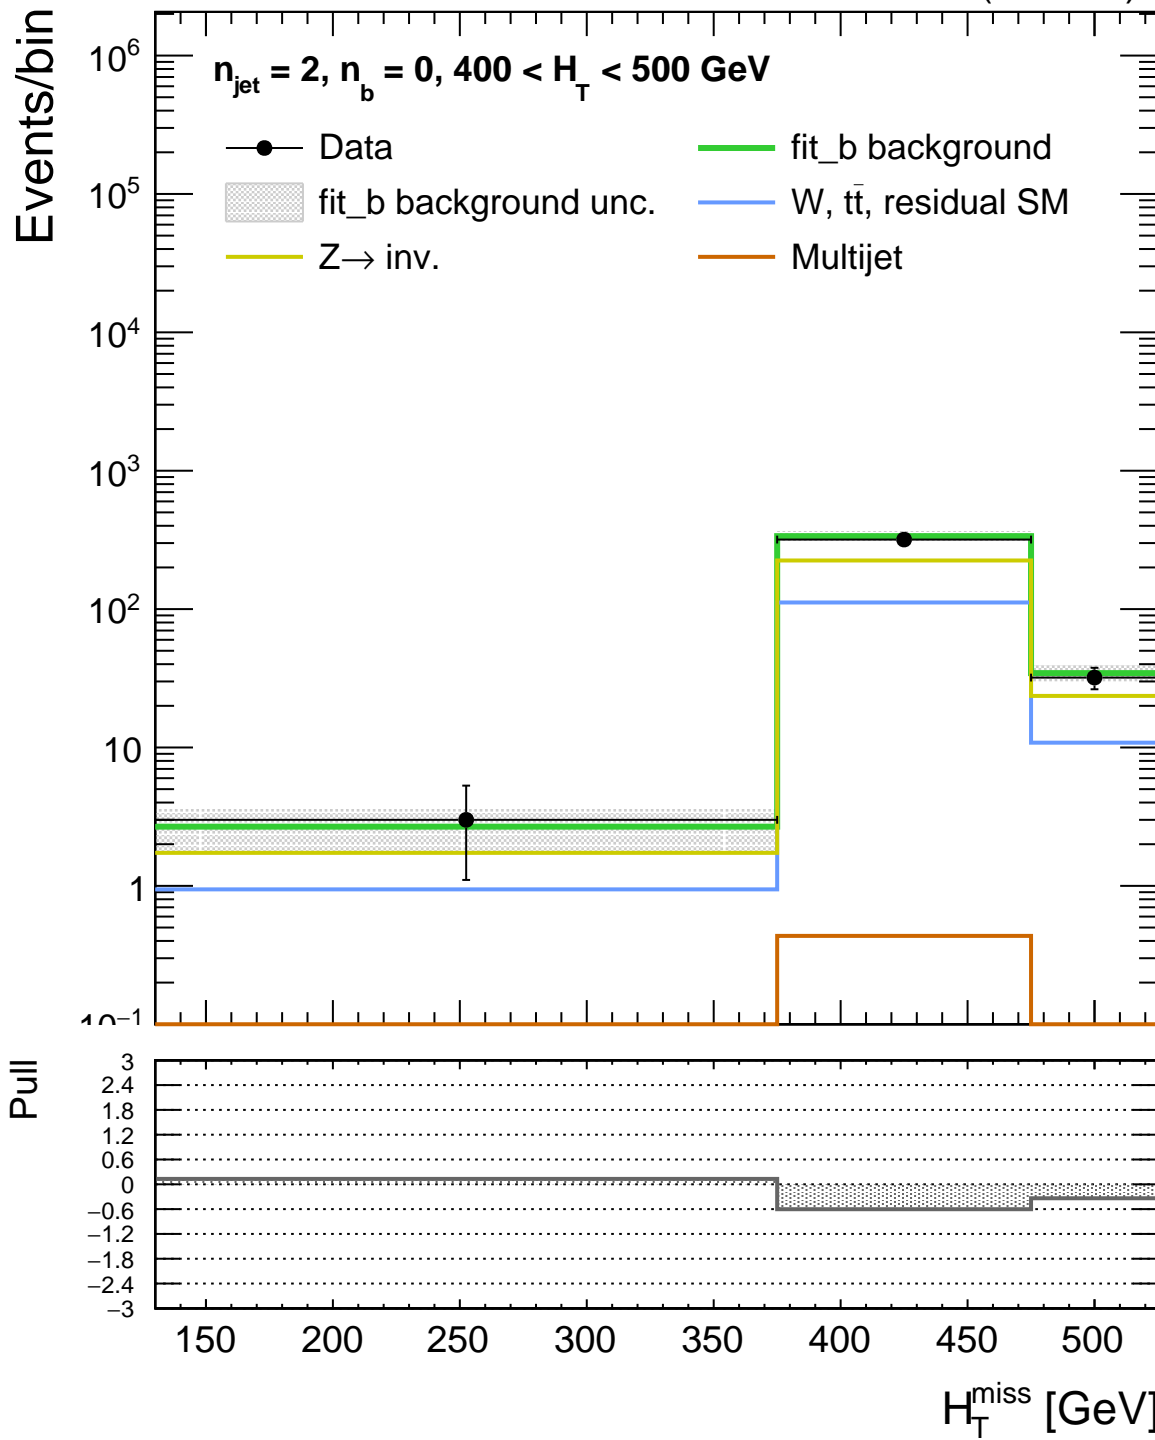 Events/bin
n_jet = 2, n_b = 0, 400 < H_T < 500 GeV
Data
fit_b background
fit_b background unc.
W, tt̄, residual SM
Z→ inv.
Multijet
10^6
10^5
10^4
10^3
10^2
10
1
10^−1
Pull
3
2.4
1.8
1.2
0.6
0
−0.6
−1.2
−1.8
−2.4
−3
150 200 250 300 350 400 450 500
H_T^miss [GeV]